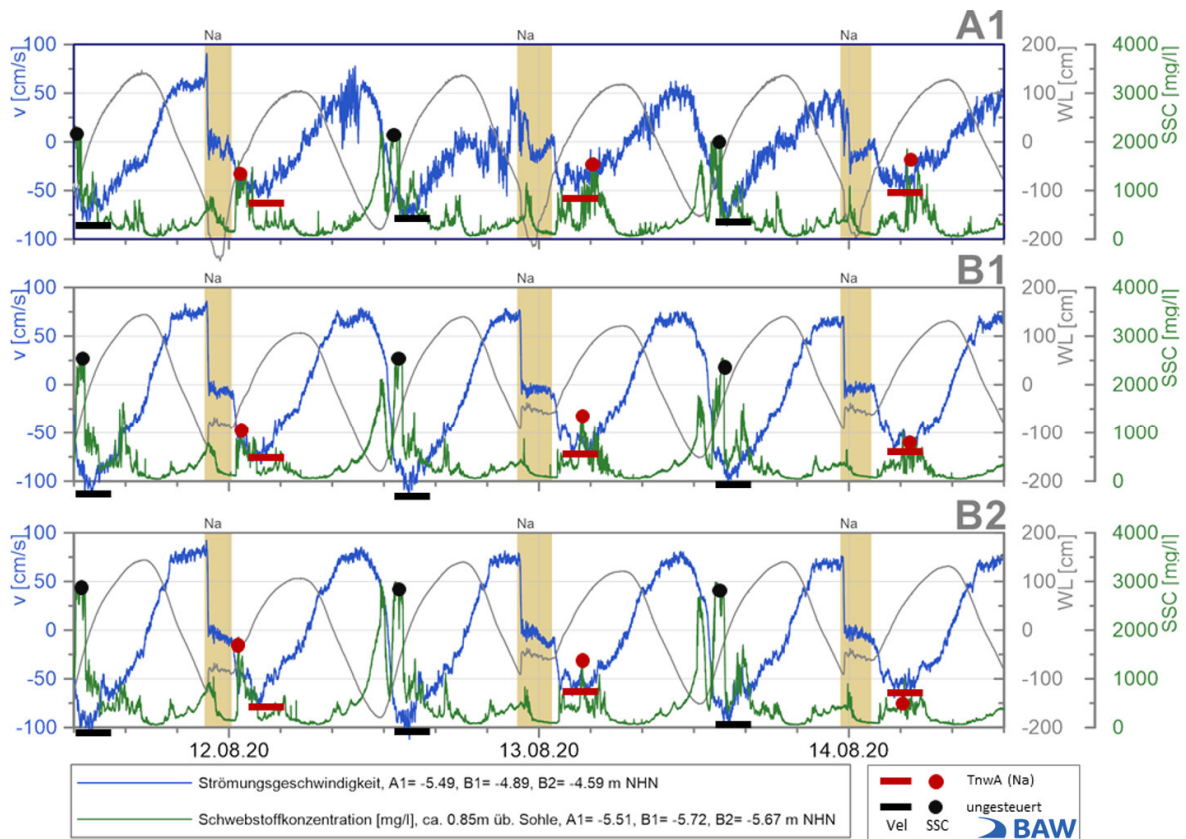 A1
Na Na Na
100 50 0 -50 -100
v [cm/s]
200 100 0 -100 -200
WL [cm]
4000 3000 2000 1000 0
SSC [mg/l]
B1
Na Na Na
100 50 0 -50 -100
v [cm/s]
200 100 0 -100 -200
WL [cm]
4000 3000 2000 1000 0
SSC [mg/l]
B2
Na Na Na
100 50 0 -50 -100
v [cm/s]
200 100 0 -100 -200
WL [cm]
4000 3000 2000 1000 0
SSC [mg/l]
12.08.20 13.08.20 14.08.20
Strömungsgeschwindigkeit, A1= -5.49, B1= -4.89, B2= -4.59 m NHN
Schwebstoffkonzentration [mg/l], ca. 0.85m üb. Sohle, A1= -5.51, B1= -5.72, B2= -5.67 m NHN
TnwA (Na)
ungesteuert
Vel SSC
BAW